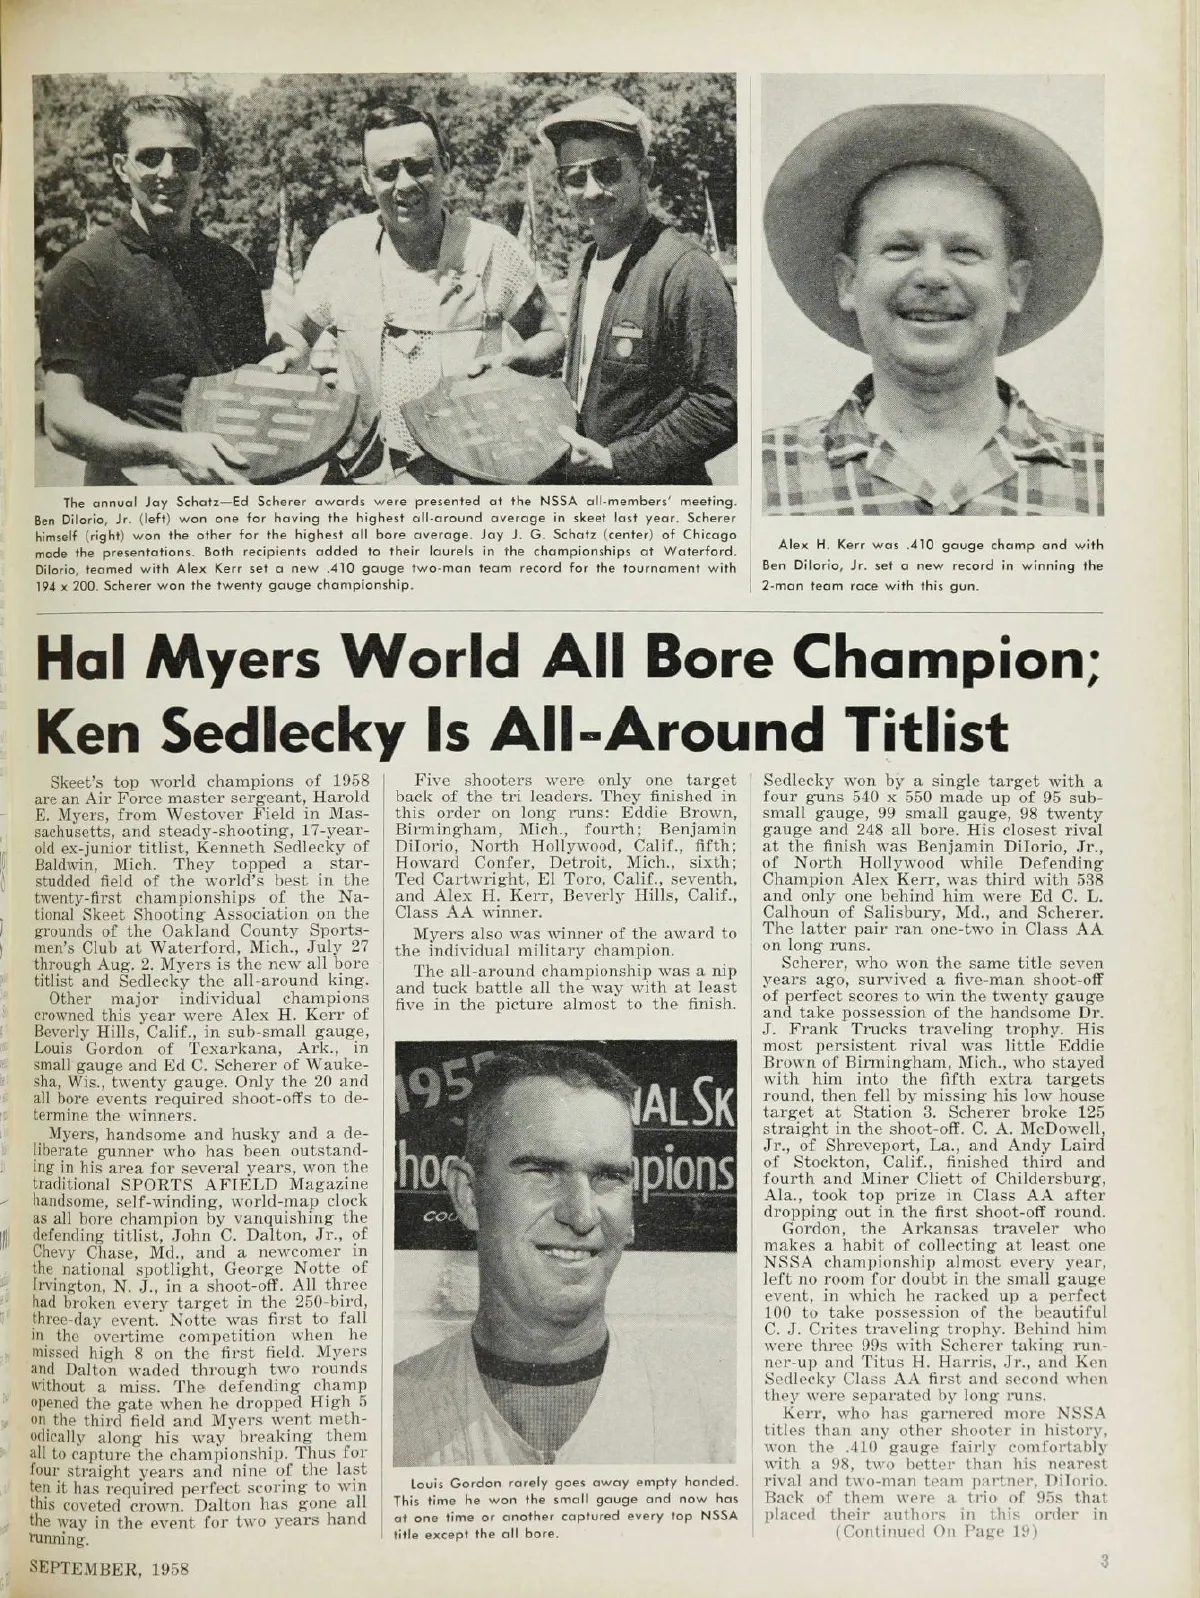 The annual Jay Schatz—Ed Scherer awards were presented at the NSSA all-members' meeting.
Ben DiIorio, Jr. (left) won one for having the highest all-around average in skeet last year. Scherer
himself (right) won the other for the highest all bore average. Jay J. G. Schatz (center) of Chicago
made the presentations. Both recipients added to their laurels in the championships at Waterford.
DiIorio, teamed with Alex Kerr set a new .410 gauge two-man team record for the tournament with
194 x 200. Scherer won the twenty gauge championship.
Alex H. Kerr was .410 gauge champ and with
Ben DiIorio, Jr. set a new record in winning the
2-man team race with this gun.
Hal Myers World All Bore Champion;
Ken Sedlecky Is All-Around Titlist
Skeet's top world champions of 1958
are an Air Force master sergeant, Harold
E. Myers, from Westover Field in Mas-
sachusetts, and steady-shooting, 17-year-
old ex-junior titlist, Kenneth Sedlecky of
Baldwin, Mich. They topped a star-
studded field of the world's best in the
twenty-first championships of the Na-
tional Skeet Shooting Association on the
grounds of the Oakland County Sports-
men's Club at Waterford, Mich., July 27
through Aug. 2. Myers is the new all bore
titlist and Sedlecky the all-around king.
Other major individual champions
crowned this year were Alex H. Kerr of
Beverly Hills, Calif., in sub-small gauge,
Louis Gordon of Texarkana, Ark., in
small gauge and Ed C. Scherer of Wauke-
sha, Wis., twenty gauge. Only the 20 and
all bore events required shoot-offs to de-
termine the winners.
Myers, handsome and husky and a de-
liberate gunner who has been outstand-
ing in his area for several years, won the
traditional SPORTS AFIELD Magazine
handsome, self-winding, world-map clock
as all bore champion by vanquishing the
defending titlist, John C. Dalton, Jr., of
Chevy Chase, Md., and a newcomer in
the national spotlight, George Notte of
Irvington, N. J., in a shoot-off. All three
had broken every target in the 250-bird,
three-day event. Notte was first to fall
in the overtime competition when he
missed high 8 on the first field. Myers
and Dalton waded through two rounds
without a miss. The defending champ
opened the gate when he dropped High 5
on the third field and Myers went meth-
odically along his way breaking them
all to capture the championship. Thus for
four straight years and nine of the last
ten it has required perfect scoring to win
this coveted crown. Dalton has gone all
the way in the event for two years hand
running.
Five shooters were only one target
back of the tri leaders. They finished in
this order on long runs: Eddie Brown,
Birmingham, Mich., fourth; Benjamin
DiIorio, North Hollywood, Calif., fifth;
Howard Confer, Detroit, Mich., sixth;
Ted Cartwright, El Toro, Calif., seventh,
and Alex H. Kerr, Beverly Hills, Calif.,
Class AA winner.
Myers also was winner of the award to
the individual military champion.
The all-around championship was a nip
and tuck battle all the way with at least
five in the picture almost to the finish.
195
NAL SK
Shoo
mpions
COU
Louis Gordon rarely goes away empty handed.
This time he won the small gauge and now has
at one time or another captured every top NSSA
title except the all bore.
Sedlecky won by a single target with a
four guns 540 x 550 made up of 95 sub-
small gauge, 99 small gauge, 98 twenty
gauge and 248 all bore. His closest rival
at the finish was Benjamin DiIorio, Jr.,
of North Hollywood while Defending
Champion Alex Kerr, was third with 538
and only one behind him were Ed C. L.
Calhoun of Salisbury, Md., and Scherer.
The latter pair ran one-two in Class AA
on long runs.
Scherer, who won the same title seven
years ago, survived a five-man shoot-off
of perfect scores to win the twenty gauge
and take possession of the handsome Dr.
J. Frank Trucks traveling trophy. His
most persistent rival was little Eddie
Brown of Birmingham, Mich., who stayed
with him into the fifth extra targets
round, then fell by missing his low house
target at Station 3. Scherer broke 125
straight in the shoot-off. C. A. McDowell,
Jr., of Shreveport, La., and Andy Laird
of Stockton, Calif., finished third and
fourth and Miner Cliett of Childersburg,
Ala., took top prize in Class AA after
dropping out in the first shoot-off round.
Gordon, the Arkansas traveler who
makes a habit of collecting at least one
NSSA championship almost every year,
left no room for doubt in the small gauge
event, in which he racked up a perfect
100 to take possession of the beautiful
C. J. Crites traveling trophy. Behind him
were three 99s with Scherer taking run-
ner-up and Titus H. Harris, Jr., and Ken
Sedlecky Class AA first and second when
they were separated by long runs.
Kerr, who has garnered more NSSA
titles than any other shooter in history,
won the .410 gauge fairly comfortably
with a 98, two better than his nearest
rival and two-man team partner, DiIorio.
Back of them were a trio of 95s that
placed their authors in this order in
(Continued On Page 19)
SEPTEMBER, 1958
3